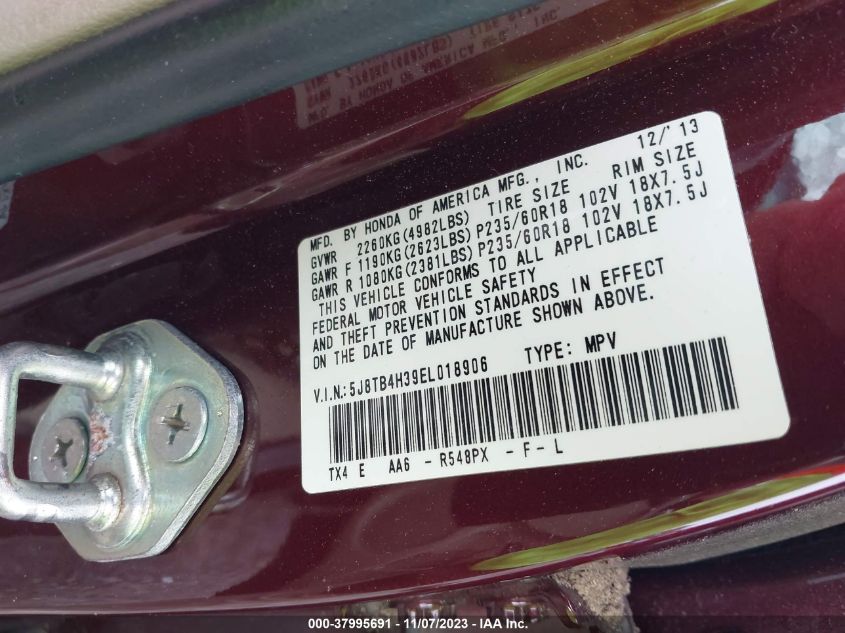 MFD. BY HONDA OF AMERICA MFG., INC. 12/'13
GVWR 2260KG(4982LBS) TIRE SIZE RIM SIZE
GAWR F 1190KG(2623LBS) P235/60R18 102V 18X7.5J
GAWR R 1080KG(2381LBS) P235/60R18 102V 18X7.5J
THIS VEHICLE CONFORMS TO ALL APPLICABLE
FEDERAL MOTOR VEHICLE SAFETY
AND THEFT PREVENTION STANDARDS IN EFFECT
ON THE DATE OF MANUFACTURE SHOWN ABOVE.
V.I.N:5J8TB4H39EL018906 TYPE: MPV
TX4 E AA6 - R548PX - F - L
000-37995691 - 11/07/2023 - IAA Inc.